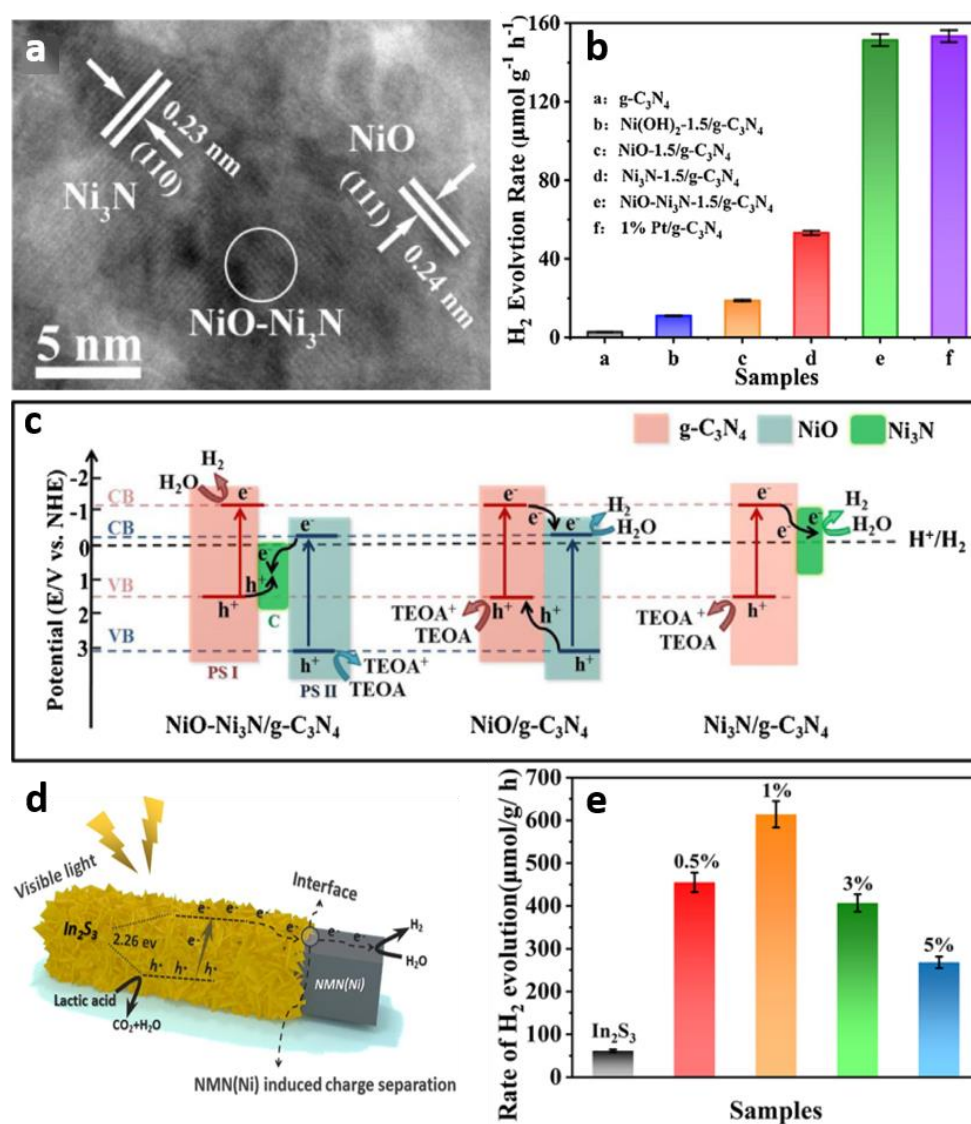 a
0.23 nm
(110)
Ni₃N
NiO
(111)
0.24 nm
NiO-Ni₃N
5 nm
b
H₂ Evolvtion Rate (μmol g⁻¹ h⁻¹)
160
120
80
40
0
a: g-C₃N₄
b: Ni(OH)₂-1.5/g-C₃N₄
c: NiO-1.5/g-C₃N₄
d: Ni₃N-1.5/g-C₃N₄
e: NiO-Ni₃N-1.5/g-C₃N₄
f: 1% Pt/g-C₃N₄
a b c d e f
Samples
c
g-C₃N₄ NiO Ni₃N
Potential (E/V vs. NHE)
-2
-1
0
1
2
3
CB
CB
VB
VB
H₂
H₂O
e⁻
e⁻
e⁻
h⁺
h⁺
C
h⁺
PS I
PS II
TEOA⁺
TEOA
NiO-Ni₃N/g-C₃N₄
e⁻
e⁻
e⁻
H₂
H₂O
h⁺
h⁺
h⁺
TEOA⁺
TEOA
NiO/g-C₃N₄
e⁻
e⁻
e⁻
H₂
H₂O
H⁺/H₂
h⁺
TEOA⁺
TEOA
Ni₃N/g-C₃N₄
d
Visible light
Interface
In₂S₃
2.26 ev
e⁻ e⁻ e⁻ e⁻ e⁻
e⁻
e⁻
h⁺ h⁺ h⁺
H₂
H₂O
NMN(Ni)
Lactic acid
CO₂+H₂O
NMN(Ni) induced charge separation
e
Rate of H₂ evolution(μmol/g/ h)
700
600
500
400
300
200
100
0
In₂S₃
0.5%
1%
3%
5%
Samples